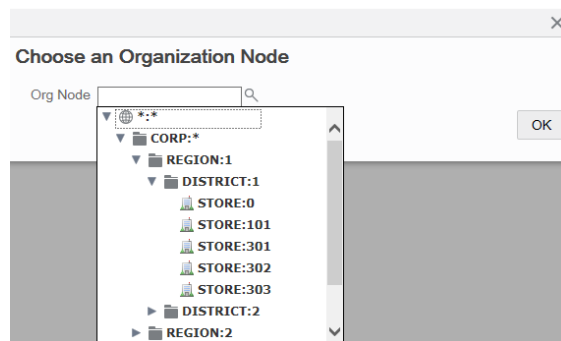 Choose an Organization Node
Org Node
*:*
CORP:*
REGION:1
DISTRICT:1
STORE:0
STORE:101
STORE:301
STORE:302
STORE:303
DISTRICT:2
REGION:2
OK